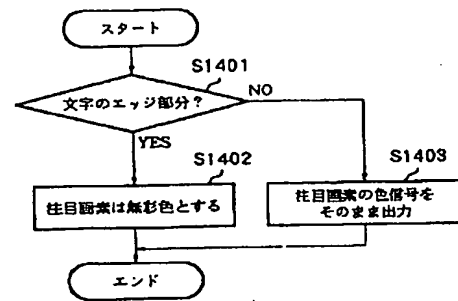 スタート
S1401
文字のエッジ部分?
NO
YES
S1402
S1403
注目画素は無彩色とする
注目画素の色信号を
そのまま出力
エンド